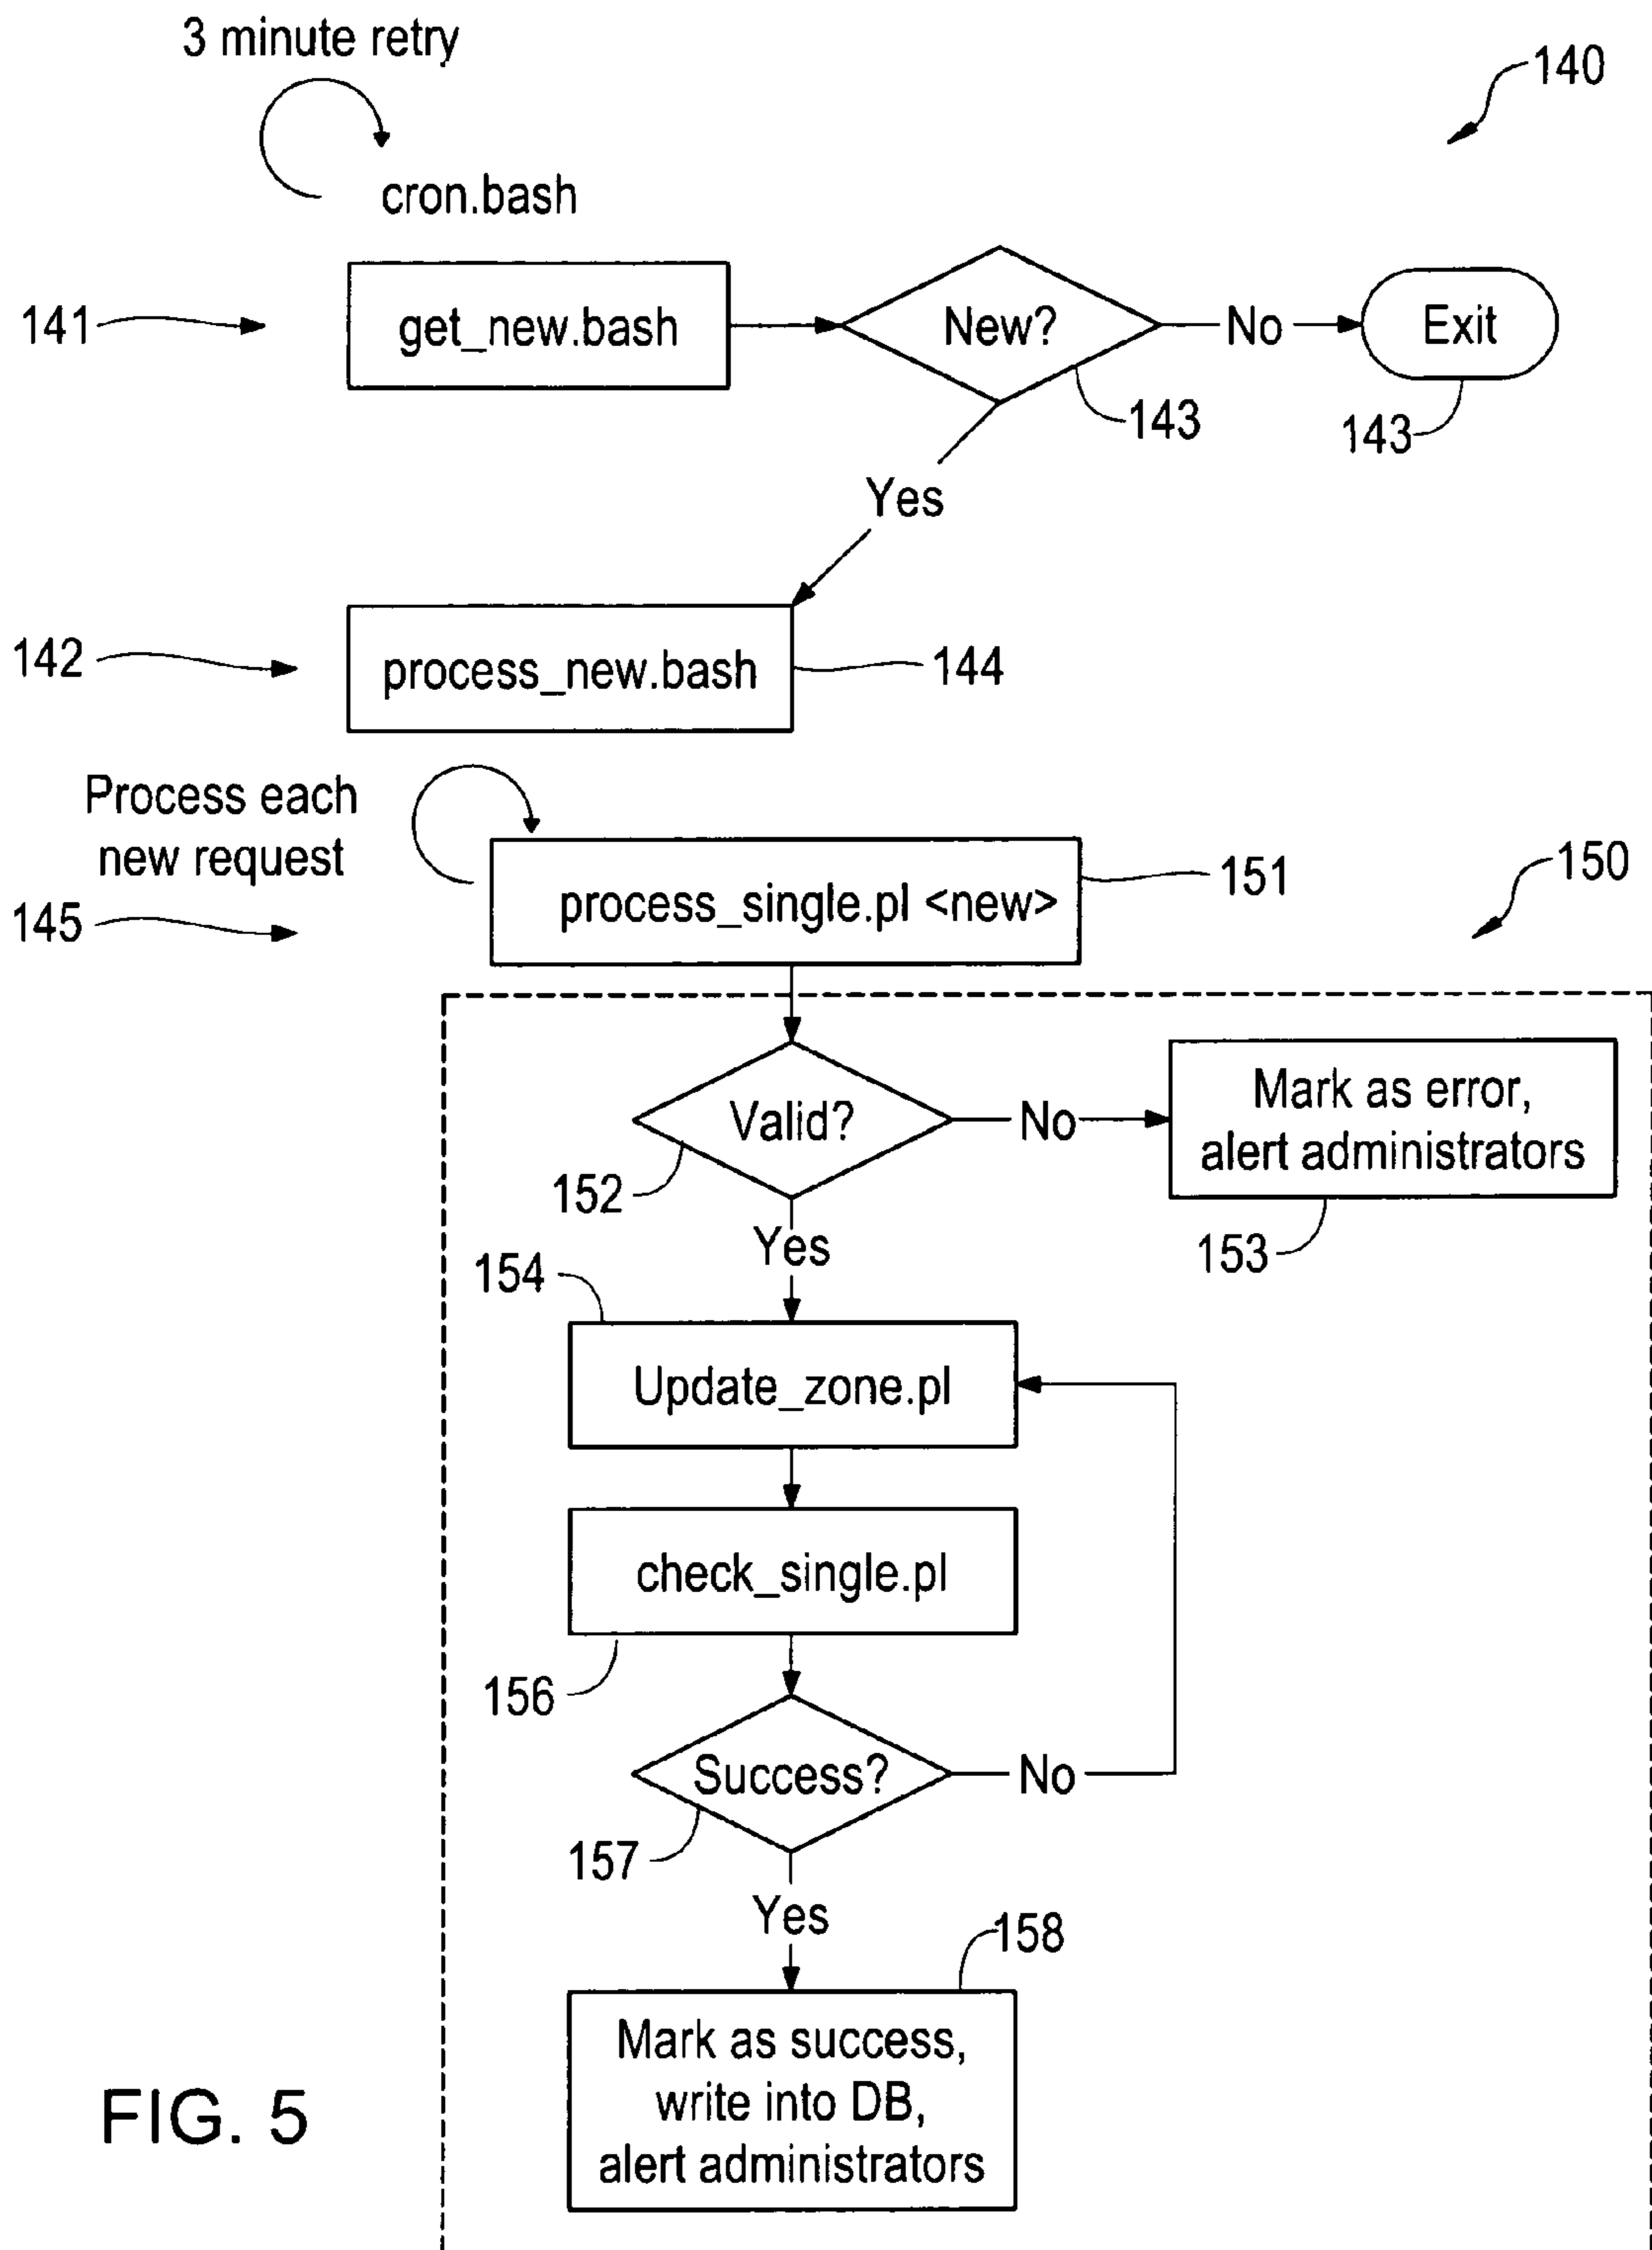 3 minute retry
140
cron.bash
141
get_new.bash
New?
No
Exit
143
143
Yes
142
process_new.bash
144
Process each
new request
145
process_single.pl <new>
151
150
Valid?
No
Mark as error,
alert administrators
152
153
Yes
154
Update_zone.pl
check_single.pl
156
Success?
No
157
Yes
158
Mark as success,
write into DB,
alert administrators
FIG. 5